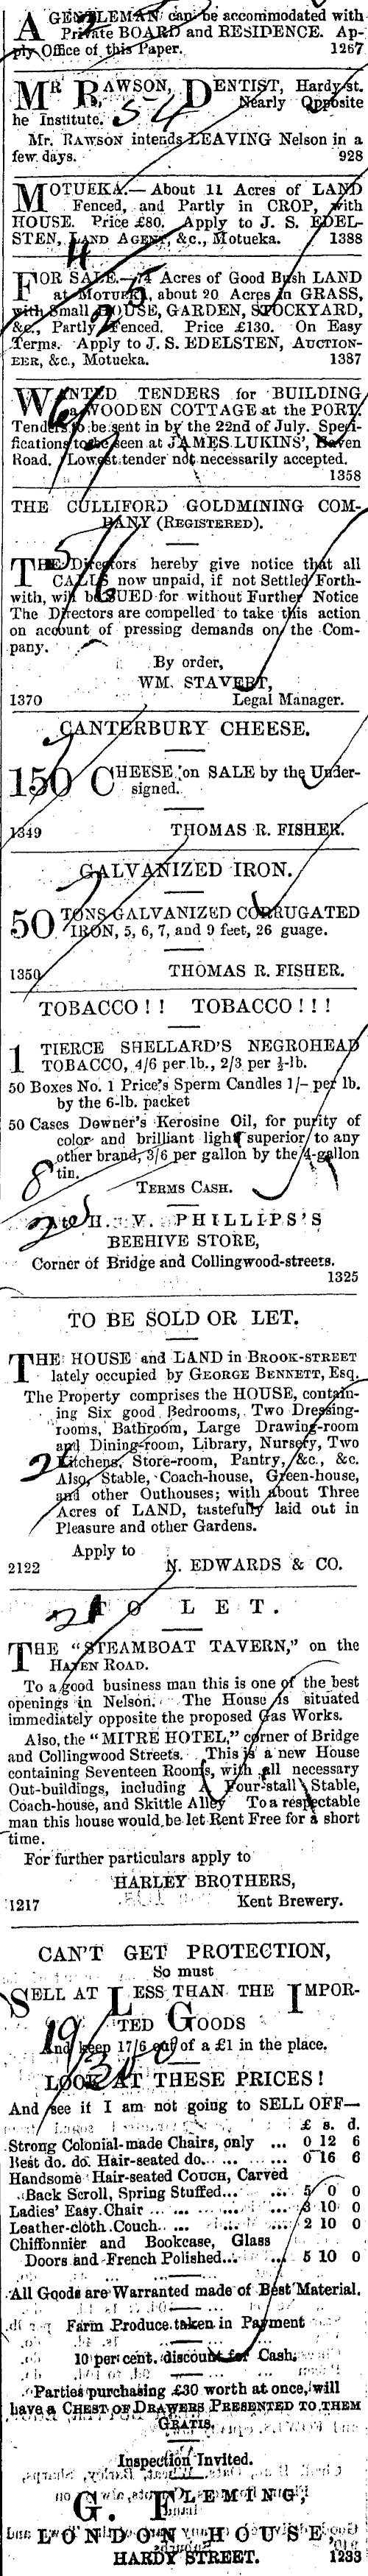 A GENTLEMAN can be accommodated with
Private BOARD and RESIDENCE. Ap-
ply Office of this Paper. 1267
MR RAWSON, DENTIST, Hardy-st.
Nearly Opposite
he Institute.
Mr. RAWSON intends LEAVING Nelson in a
few days. 928
MOTUEKA.—About 11 Acres of LAND
Fenced, and Partly in CROP, with
HOUSE. Price £80. Apply to J. S. EDEL-
STEN, LAND AGENT, &c., Motueka. 1388
FOR SALE—74 Acres of Good Bush LAND
at MOTUEKA, about 20 Acres in GRASS,
with Small HOUSE, GARDEN, STOCKYARD,
&c., Partly Fenced. Price £130. On Easy
Terms. Apply to J. S. EDELSTEN, AUCTION-
EER, &c., Motueka. 1387
WANTED TENDERS for BUILDING
a WOODEN COTTAGE at the PORT.
Tenders to be sent in by the 22nd of July. Speci-
fications to be seen at JAMES LUKINS', Haven
Road. Lowest tender not necessarily accepted.
1358
THE CULLIFORD GOLDMINING COM-
PANY (REGISTERED).
THE Directors hereby give notice that all
CALLS now unpaid, if not Settled Forth-
with, will be SUED for without Further Notice
The Directors are compelled to take this action
on account of pressing demands on the Com-
pany.
By order,
WM. STAVERT,
1370 Legal Manager.
CANTERBURY CHEESE.
150 CHEESE on SALE by the Under-
signed.
1349 THOMAS R. FISHER.
GALVANIZED IRON.
50 TONS GALVANIZED CORRUGATED
IRON, 5, 6, 7, and 9 feet, 26 guage.
1350 THOMAS R. FISHER.
TOBACCO!! TOBACCO!!!
1 TIERCE SHELLARD'S NEGROHEAD
TOBACCO, 4/6 per lb., 2/3 per ½-lb.
50 Boxes No. 1 Price's Sperm Candles 1/- per lb.
by the 6-lb. packet
50 Cases Downer's Kerosine Oil, for purity of
color and brilliant light superior to any
other brand, 3/6 per gallon by the 4-gallon
tin.
TERMS CASH.
At H. V. PHILLIPS'S
BEEHIVE STORE,
Corner of Bridge and Collingwood-streets.
1325
TO BE SOLD OR LET.
THE HOUSE and LAND in BROOK-STREET
lately occupied by GEORGE BENNETT, Esq.
The Property comprises the HOUSE, contain-
ing Six good Bedrooms, Two Dressing-
rooms, Bathroom, Large Drawing-room
and Dining-room, Library, Nursery, Two
Kitchens, Store-room, Pantry, &c., &c.
Also, Stable, Coach-house, Green-house,
and other Outhouses; with about Three
Acres of LAND, tastefully laid out in
Pleasure and other Gardens.
Apply to
2122 N. EDWARDS & CO.
TO LET.
THE "STEAMBOAT TAVERN," on the
HAVEN ROAD.
To a good business man this is one of the best
openings in Nelson. The House is situated
immediately opposite the proposed Gas Works.
Also, the "MITRE HOTEL," corner of Bridge
and Collingwood Streets. This is a new House
containing Seventeen Rooms, with all necessary
Out-buildings, including A Four-stall Stable,
Coach-house, and Skittle Alley To a respectable
man this house would be let Rent Free for a short
time.
For further particulars apply to
HARLEY BROTHERS,
1217 Kent Brewery.
CAN'T GET PROTECTION,
So must
SELL AT LESS THAN THE IMPOR-
TED GOODS
And keep 17/6 out of a £1 in the place.
LOOK AT THESE PRICES!
And see if I am not going to SELL OFF—
£ s. d.
Strong Colonial-made Chairs, only ... 0 12 6
Best do. do. Hair-seated do. ... ... 0 16 6
Handsome Hair-seated COUCH, Carved
Back Scroll, Spring Stuffed... ... 5 0 0
Ladies' Easy Chair ... ... ... 3 10 0
Leather-cloth Couch.. ... ... ... 2 10 0
Chiffonnier and Bookcase, Glass
Doors and French Polished... ... 5 10 0
All Goods are Warranted made of Best Material.
Farm Produce taken in Payment
10 per cent. discount for Cash.
Parties purchasing £30 worth at once, will
have a CHEST OF DRAWERS PRESENTED TO THEM
GRATIS.
Inspection Invited.
G. FLEMING,
LONDON HOUSE,
HARDY STREET. 1233